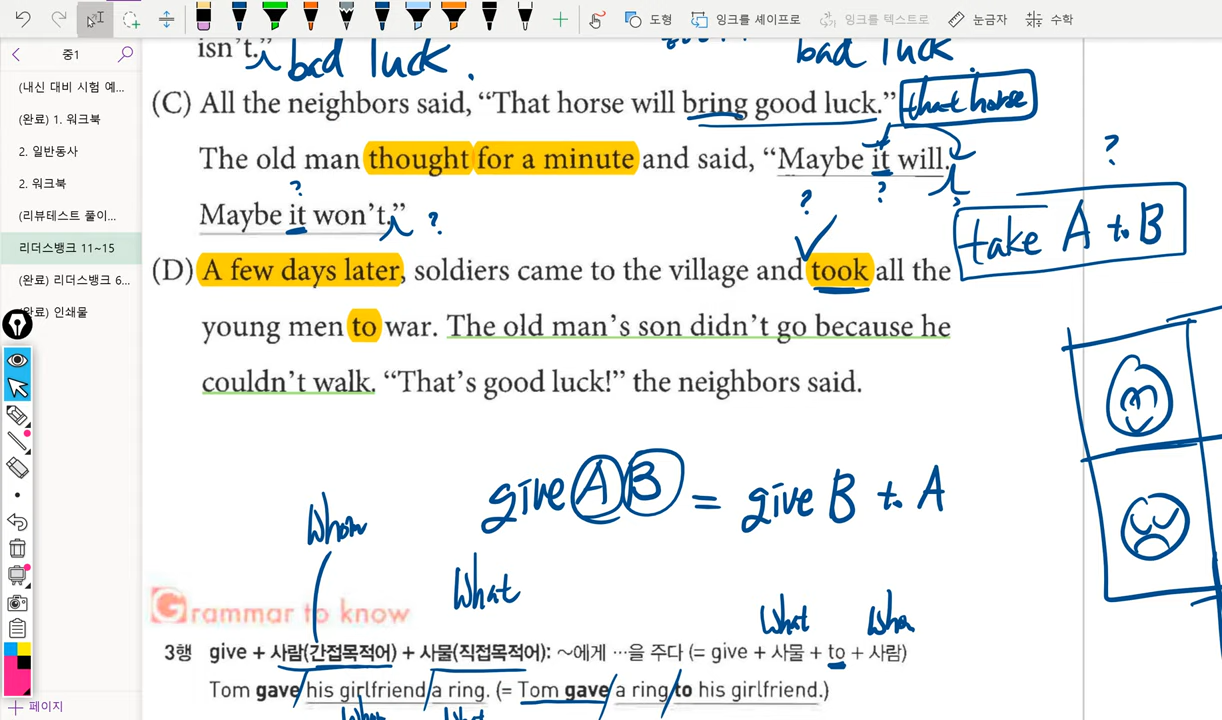 도형
잉크를 셰이프로
잉크를 텍스트로
눈금자
수학
중1
(내신 대비 시험 예...
(완료) 1. 워크북
2. 일반동사
2. 워크북
(리뷰테스트 풀이...
리더스뱅크 11~15
(완료) 리더스뱅크 6...
(완료) 인쇄물
페이지
isn't."
bad luck.
bad luck.
(C) All the neighbors said, "That horse will bring good luck."
that horse
The old man thought for a minute and said, "Maybe it will.
?
? ? ?
Maybe it won't."
?
take A to B
(D) A few days later, soldiers came to the village and took all the
young men to war. The old man's son didn't go because he
couldn't walk. "That's good luck!" the neighbors said.
give A B = give B to A
Whom
What
What
Grammar to know
3행 give + 사람(간접목적어) + 사물(직접목적어): ~에게 …을 주다 (= give + 사물 + to + 사람)
Tom gave his girlfriend a ring. (= Tom gave a ring to his girlfriend.)